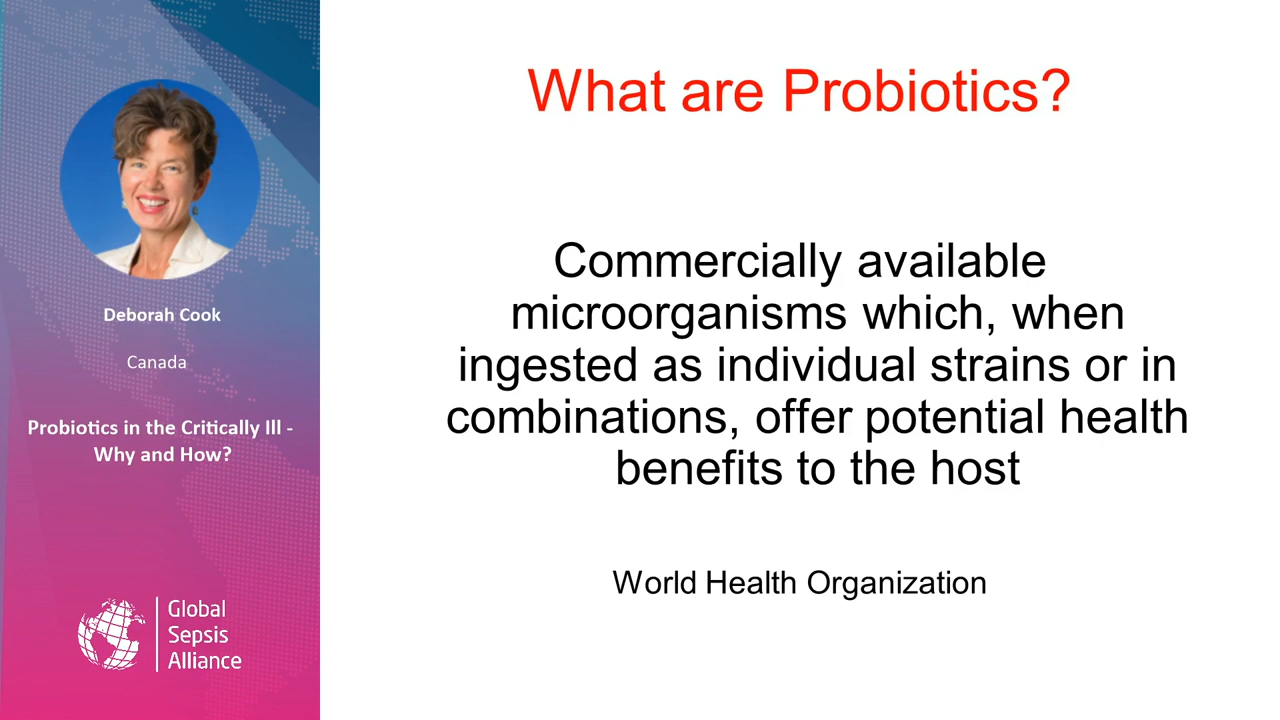 Deborah Cook
Canada
Probiotics in the Critically Ill -
Why and How?
Global
Sepsis
Alliance
What are Probiotics?
Commercially available
microorganisms which, when
ingested as individual strains or in
combinations, offer potential health
benefits to the host
World Health Organization